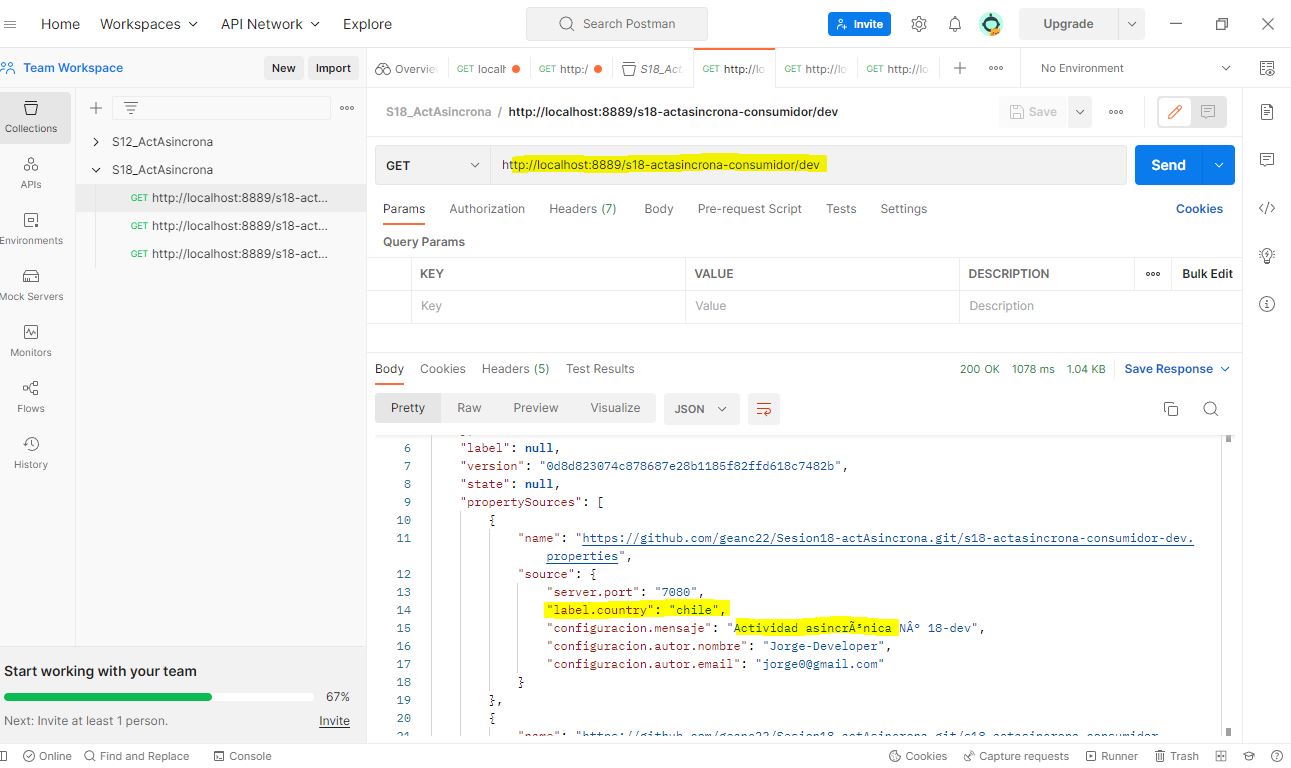 Home Workspaces API Network Explore Search Postman Invite Upgrade
Team Workspace New Import Overvie GET localh GET http:/ S18_Act GET http://lo GET http://lo GET http://lo No Environment
Collections
APIs
Environments
Mock Servers
Monitors
Flows
History
S12_ActAsincrona
S18_ActAsincrona
GET http://localhost:8889/s18-act...
GET http://localhost:8889/s18-act...
GET http://localhost:8889/s18-act...
Start working with your team
67%
Next: Invite at least 1 person. Invite
S18_ActAsincrona / http://localhost:8889/s18-actasincrona-consumidor/dev Save
GET http://localhost:8889/s18-actasincrona-consumidor/dev Send
Params Authorization Headers (7) Body Pre-request Script Tests Settings Cookies
Query Params
KEY VALUE DESCRIPTION Bulk Edit
Key Value Description
Body Cookies Headers (5) Test Results 200 OK 1078 ms 1.04 KB Save Response
Pretty Raw Preview Visualize JSON
6 "label": null,
7 "version": "0d8d823074c878687e28b1185f82ffd618c7482b",
8 "state": null,
9 "propertySources": [
10 {
11 "name": "https://github.com/geanc22/Sesion18-actAsincrona.git/s18-actasincrona-consumidor-dev.
properties",
12 "source": {
13 "server.port": "7080",
14 "label.country": "chile",
15 "configuracion.mensaje": "Actividad asincrÃ³nica NÂº 18-dev",
16 "configuracion.autor.nombre": "Jorge-Developer",
17 "configuracion.autor.email": "jorge0@gmail.com"
18 }
19 },
20 {
21 "name": "https://github.com/geanc22/Sesion18-actAsincrona.git/s18-actasincrona-consumidor.
Online Find and Replace Console Cookies Capture requests Runner Trash